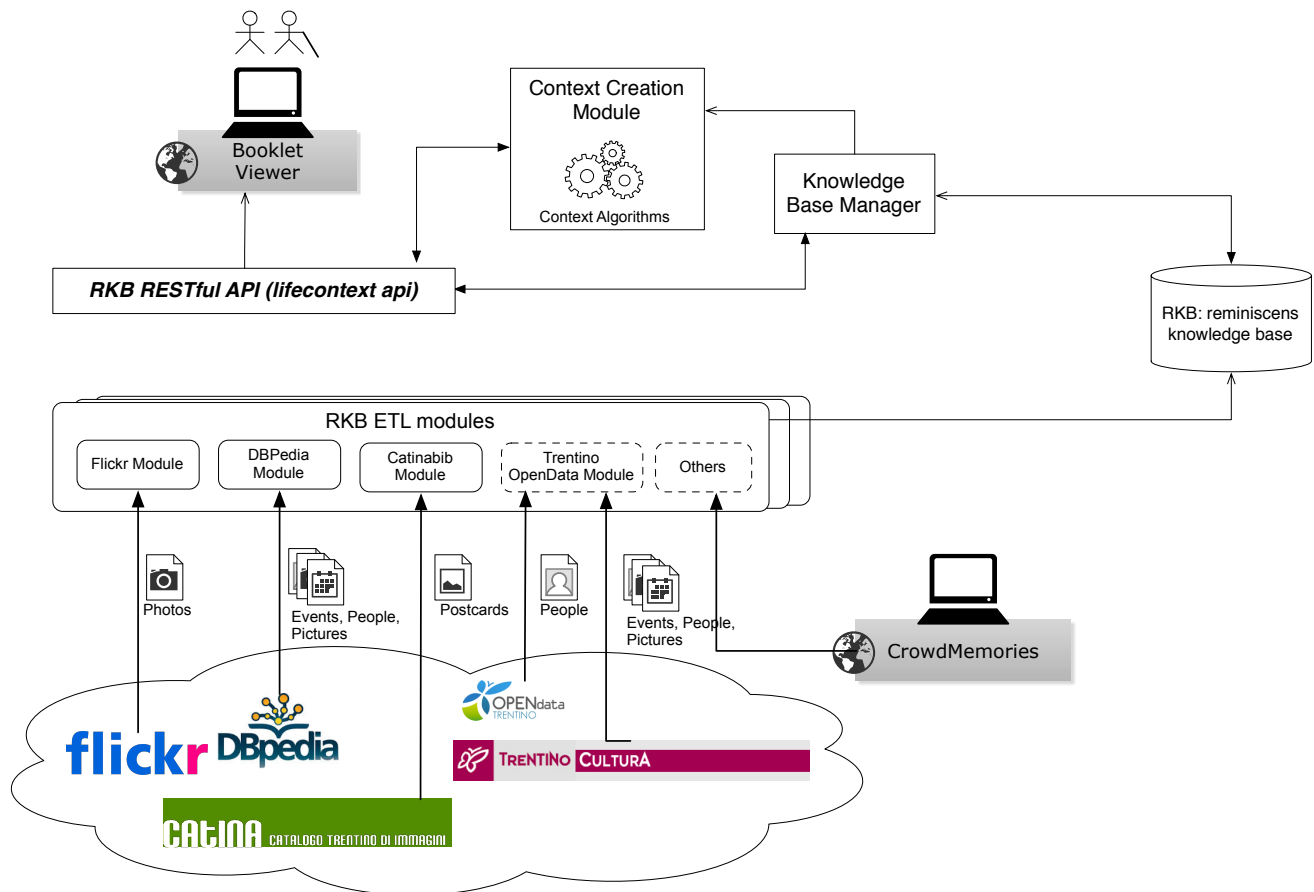 Context Creation
Module
Context Algorithms
Booklet
Viewer
Knowledge
Base Manager
RKB RESTful API (lifecontext api)
RKB: reminiscens
knowledge base
RKB ETL modules
Flickr Module
DBPedia
Module
Catinabib
Module
Trentino
OpenData Module
Others
Photos
Events, People,
Pictures
Postcards
People
Events, People,
Pictures
CrowdMemories
flickr
DBpedia
OPENdata
TRENTINO
TRENTINO CULTURA
CATINA CATALOGO TRENTINO DI IMMAGINI